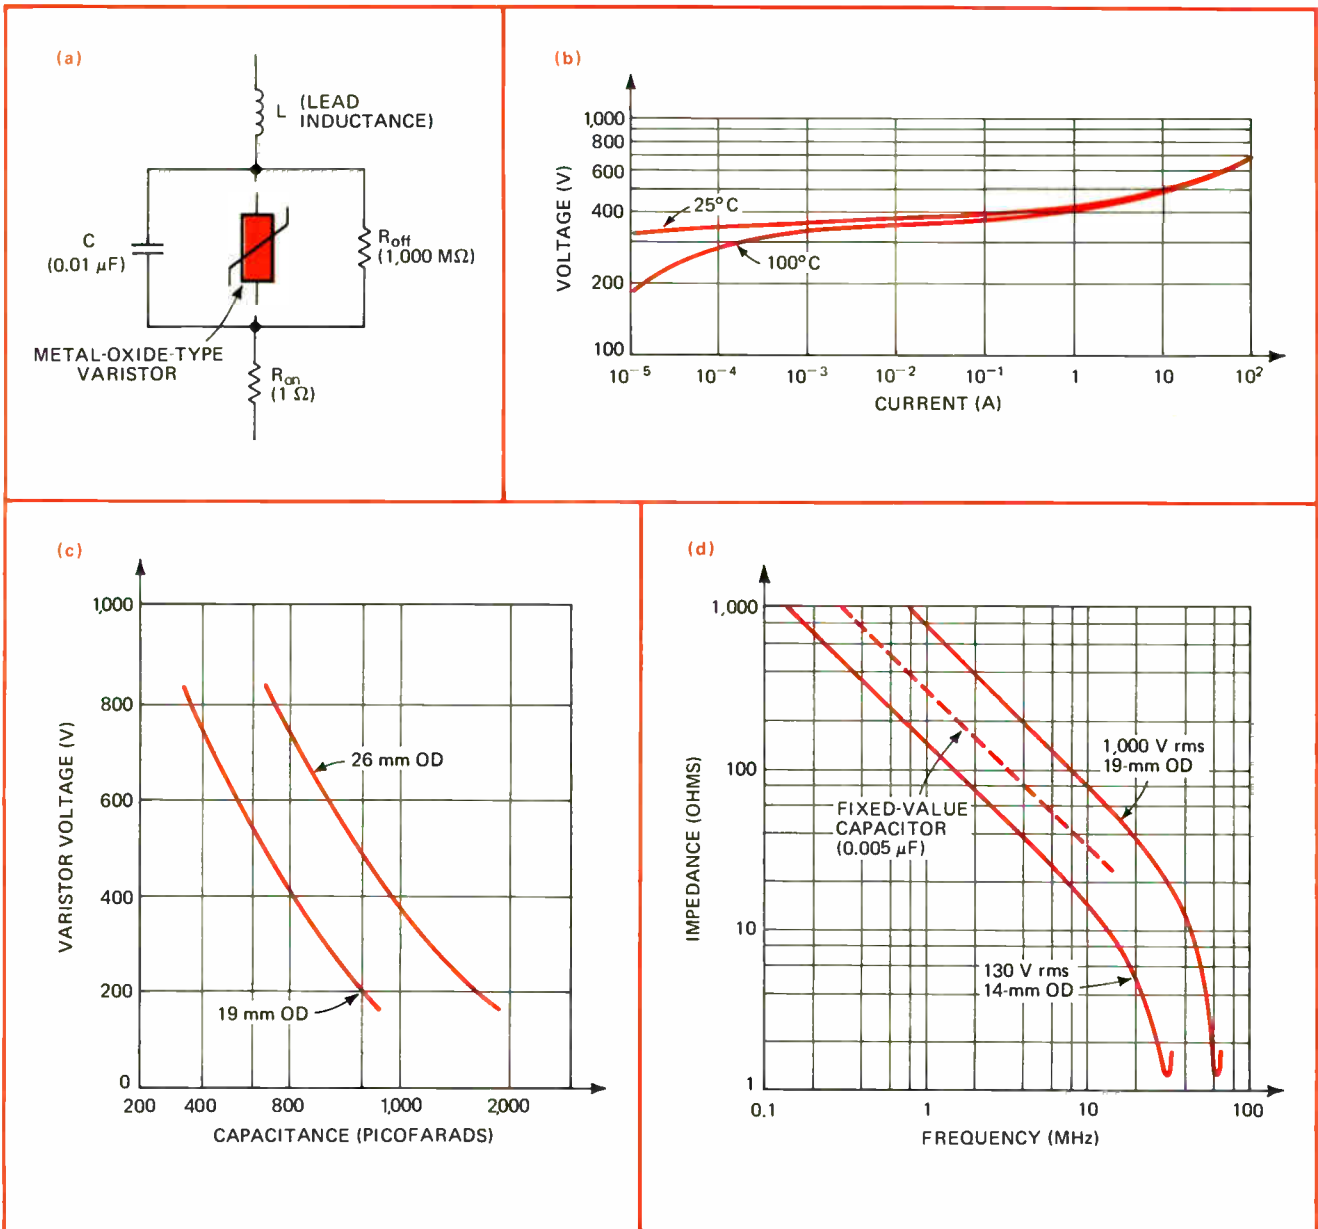 (a)
L (LEAD
INDUCTANCE)
C
(0.01 µF)
R_off
(1,000 MΩ)
METAL-OXIDE-TYPE
VARISTOR
R_on
(1 Ω)
(b)
VOLTAGE (V)
1,000
800
600
400
200
100
25°C
100°C
10⁻⁵ 10⁻⁴ 10⁻³ 10⁻² 10⁻¹ 1 10 10²
CURRENT (A)
(c)
VARISTOR VOLTAGE (V)
1,000
800
600
400
200
0
26 mm OD
19 mm OD
200 400 800 1,000 2,000
CAPACITANCE (PICOFARADS)
(d)
IMPEDANCE (OHMS)
1,000
100
10
1
1,000 V rms
19-mm OD
FIXED-VALUE
CAPACITOR
(0.005 µF)
130 V rms
14-mm OD
0.1 1 10 100
FREQUENCY (MHz)